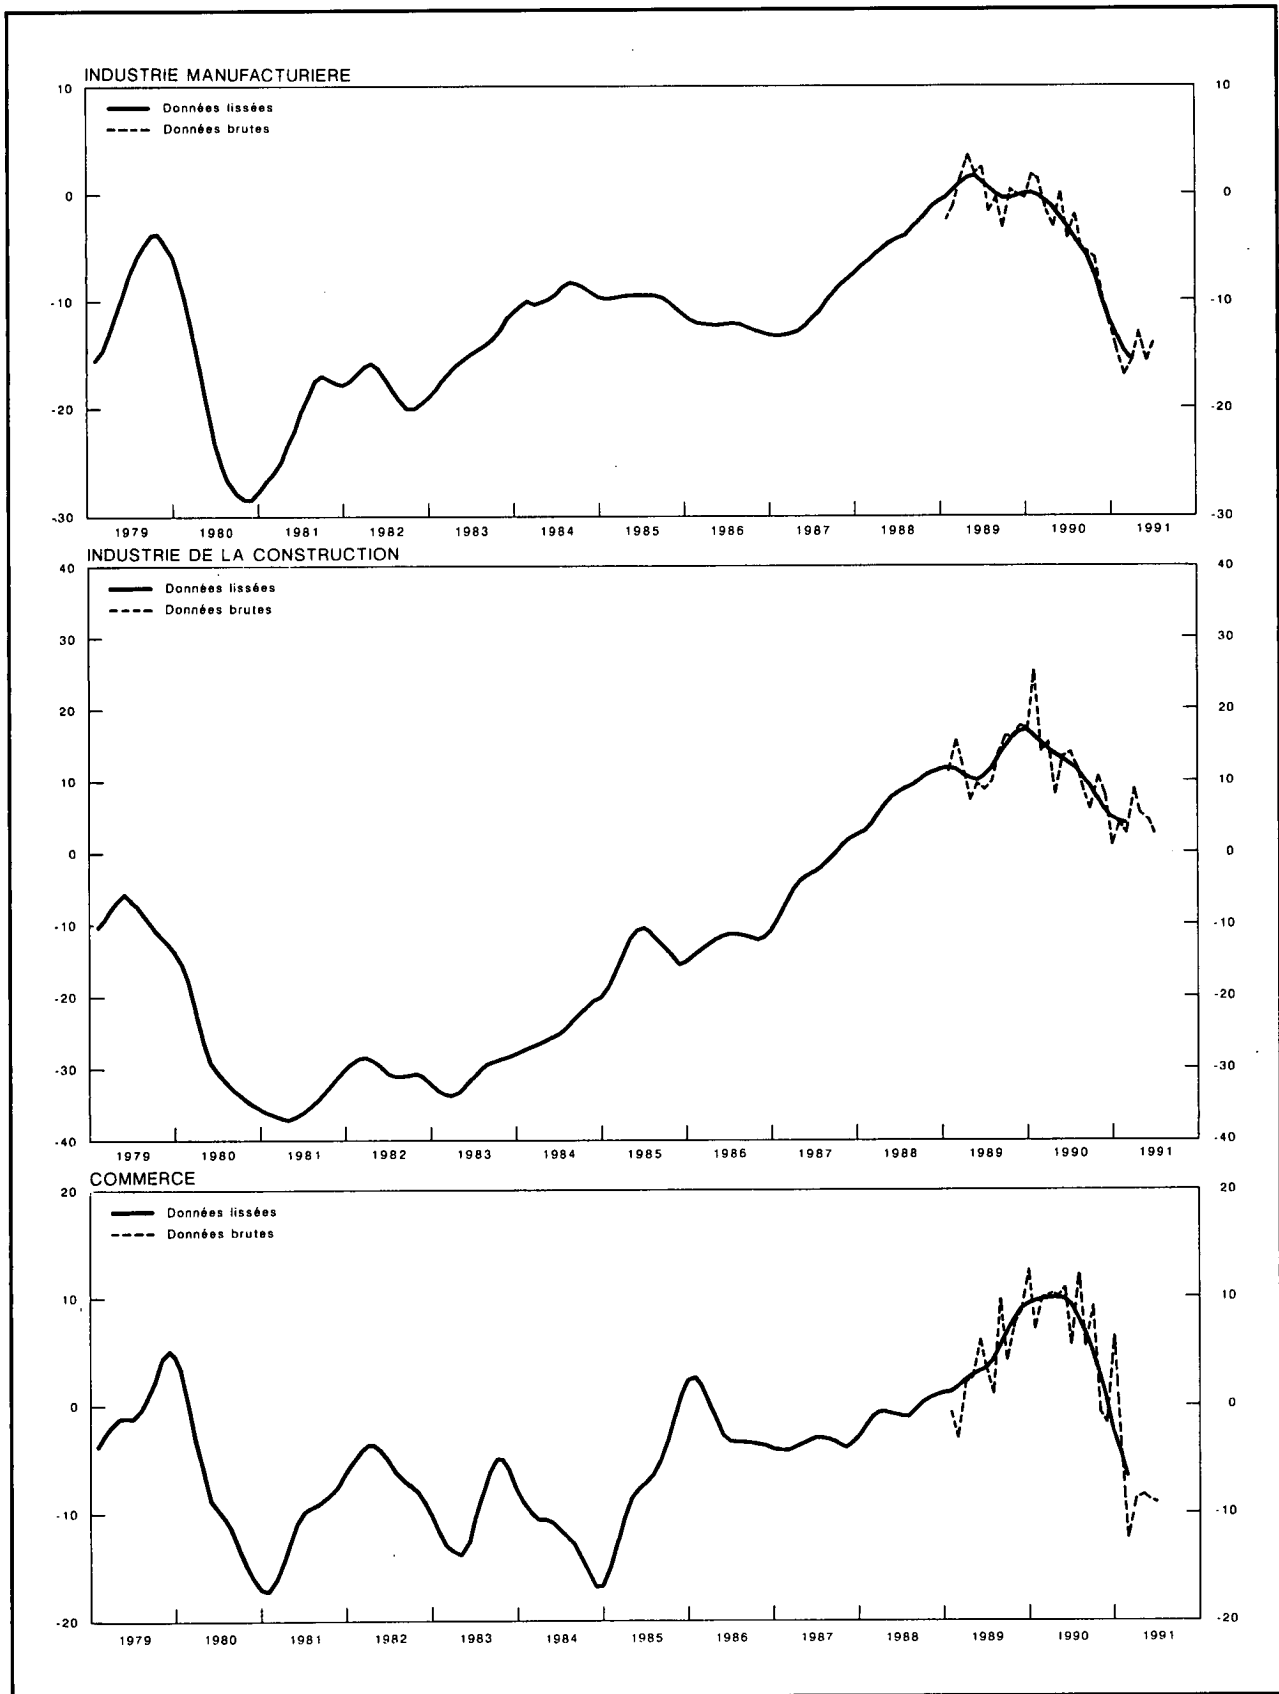 INDUSTRIE MANUFACTURIERE
10 10
Données lissées
Données brutes
0 0
-10 -10
-20 -20
-30 -30
1979 1980 1981 1982 1983 1984 1985 1986 1987 1988 1989 1990 1991
INDUSTRIE DE LA CONSTRUCTION
40 40
Données lissées
Données brutes
30 30
20 20
10 10
0 0
-10 -10
-20 -20
-30 -30
-40 -40
1979 1980 1981 1982 1983 1984 1985 1986 1987 1988 1989 1990 1991
COMMERCE
20 20
Données lissées
Données brutes
10 10
0 0
-10 -10
-20 -20
1979 1980 1981 1982 1983 1984 1985 1986 1987 1988 1989 1990 1991